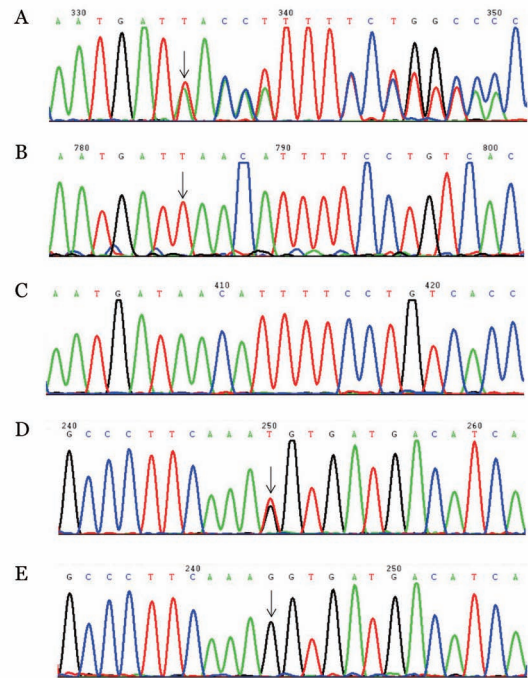 A
330 340 350
A A T G A T T A C C T T T T T C T G G C C C C
B
780 790 800
A A T G A T T A A C A T T T T C C T G T C A C
C
410 420
A A T G A T A A C A T T T T C C T G T C A C C
D
240 250 260
G C C C T T C A A A T G T G A T G A C A T C A
E
240 250
G C C C T T C A A A G G T G A T G A C A T C A